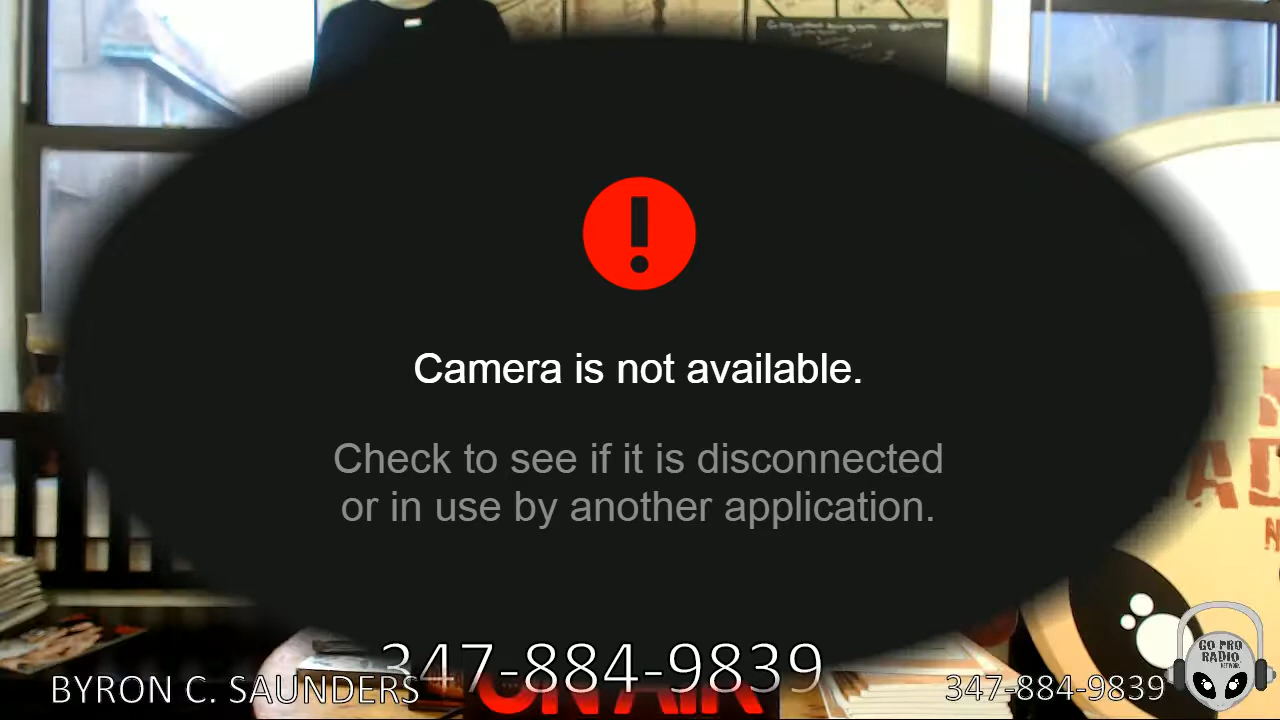 Camera is not available.
Check to see if it is disconnected
or in use by another application.
347-884-9839
ON AIR
BYRON C. SAUNDERS
347-884-9839
GO PRO
RADIO